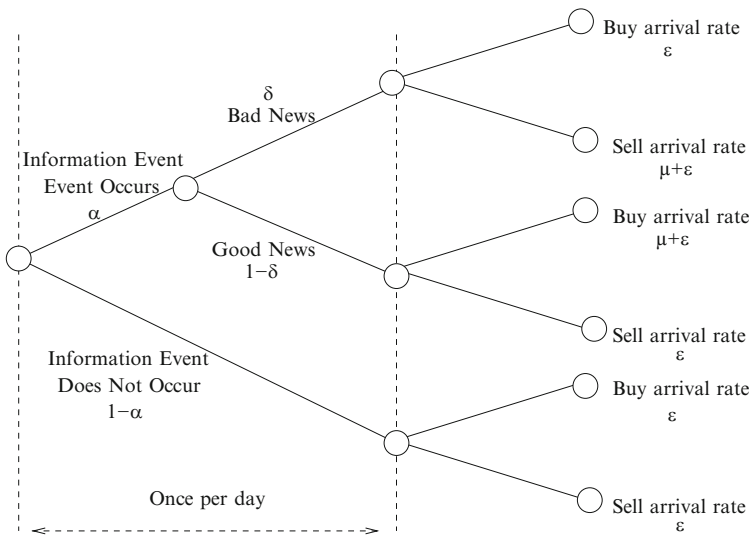 Buy arrival rate
ε
δ
Bad News
Sell arrival rate
μ+ε
Information Event
Event Occurs
α
Buy arrival rate
μ+ε
Good News
1−δ
Sell arrival rate
ε
Information Event
Does Not Occur
1−α
Buy arrival rate
ε
Once per day
Sell arrival rate
ε